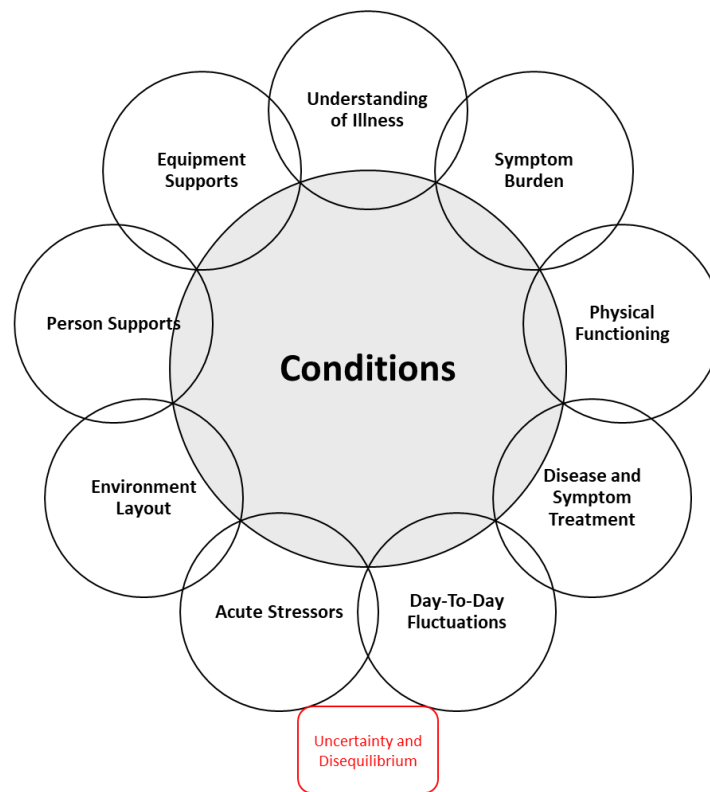 Understanding
of Illness
Equipment
Supports
Symptom
Burden
Person Supports
Physical
Functioning
Conditions
Environment
Layout
Disease and
Symptom
Treatment
Acute Stressors
Day-To-Day
Fluctuations
Uncertainty and
Disequilibrium